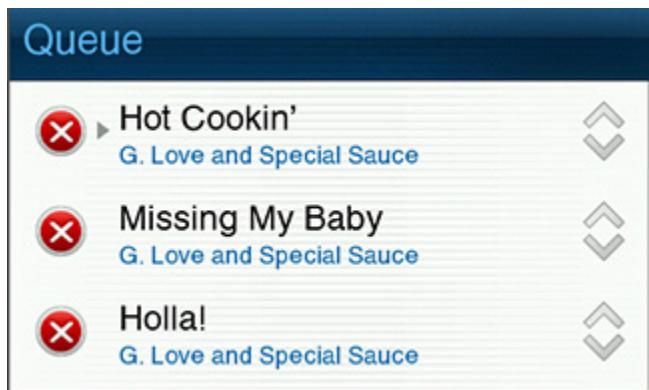 Queue
Hot Cookin’
G. Love and Special Sauce
Missing My Baby
G. Love and Special Sauce
Holla!
G. Love and Special Sauce